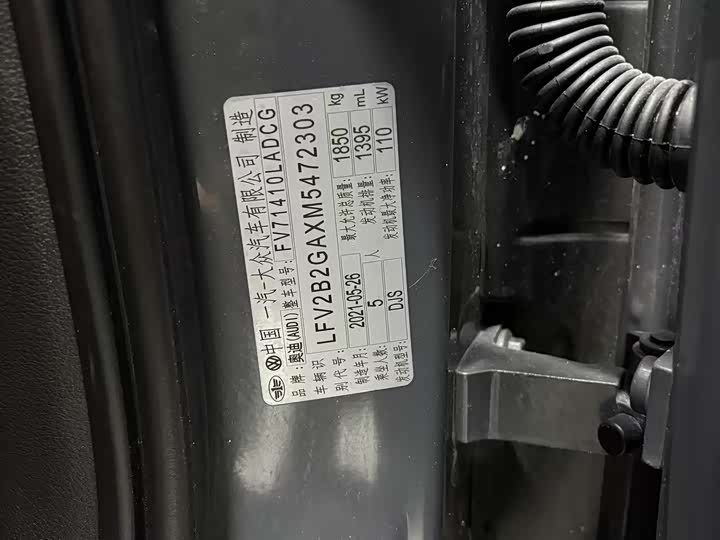 中国一汽-大众汽车有限公司 制造
品牌：奥迪(AUDI) 整车型号：FV71410LADCG
车辆识别代号：LFV2B2GAXM5472303
制造年月：2021-05-26 最大允许总质量：1850 kg
乘坐人数：5 人 发动机排量：1395 mL
发动机型号：DJS 发动机最大净功率：110 kW